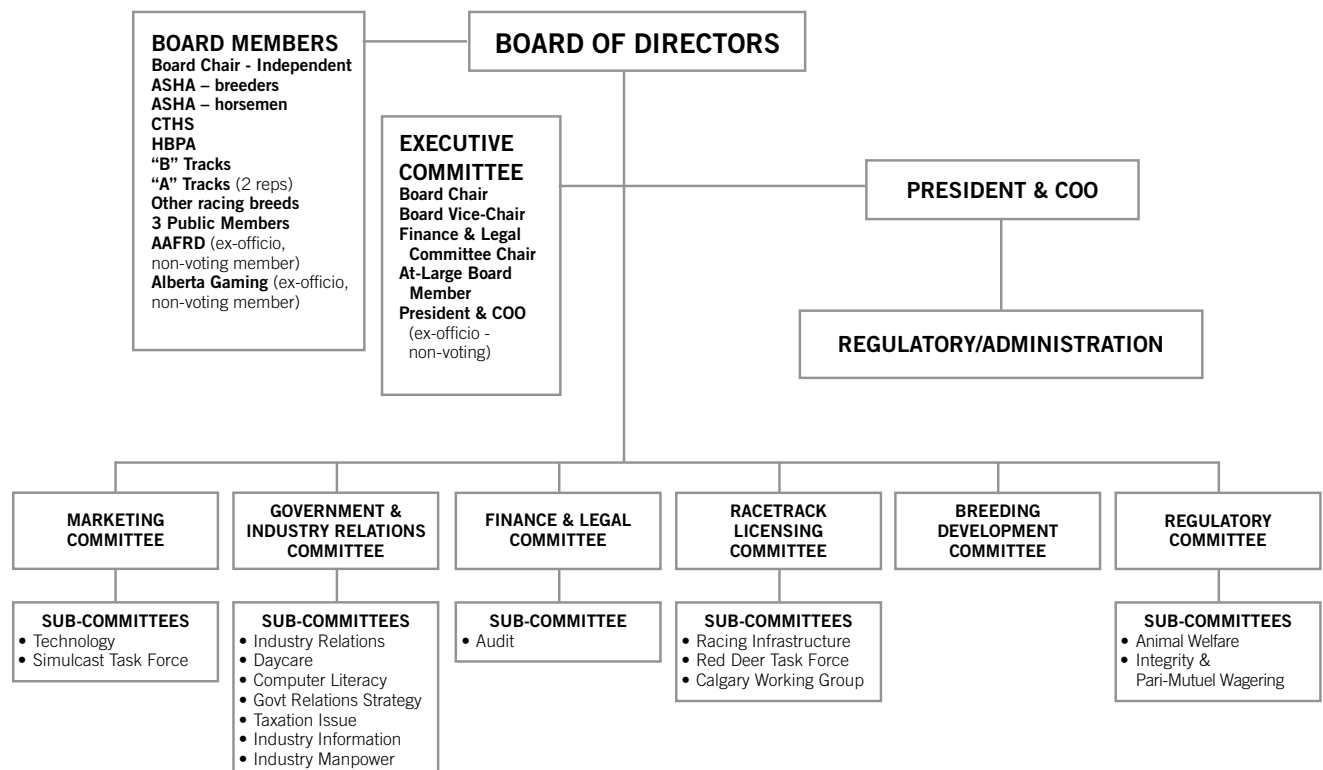 BOARD OF DIRECTORS
BOARD MEMBERS
Board Chair - Independent
ASHA – breeders
ASHA – horsemen
CTHS
HBPA
“B” Tracks
“A” Tracks (2 reps)
Other racing breeds
3 Public Members
AAFRD (ex-officio,
non-voting member)
Alberta Gaming (ex-officio,
non-voting member)
EXECUTIVE
COMMITTEE
Board Chair
Board Vice-Chair
Finance & Legal
Committee Chair
At-Large Board
Member
President & COO
(ex-officio -
non-voting)
PRESIDENT & COO
REGULATORY/ADMINISTRATION
MARKETING
COMMITTEE
SUB-COMMITTEES
• Technology
• Simulcast Task Force
GOVERNMENT &
INDUSTRY RELATIONS
COMMITTEE
SUB-COMMITTEES
• Industry Relations
• Daycare
• Computer Literacy
• Govt Relations Strategy
• Taxation Issue
• Industry Information
• Industry Manpower
FINANCE & LEGAL
COMMITTEE
SUB-COMMITTEE
• Audit
RACETRACK
LICENSING
COMMITTEE
SUB-COMMITTEES
• Racing Infrastructure
• Red Deer Task Force
• Calgary Working Group
BREEDING
DEVELOPMENT
COMMITTEE
REGULATORY
COMMITTEE
SUB-COMMITTEES
• Animal Welfare
• Integrity &
Pari-Mutuel Wagering